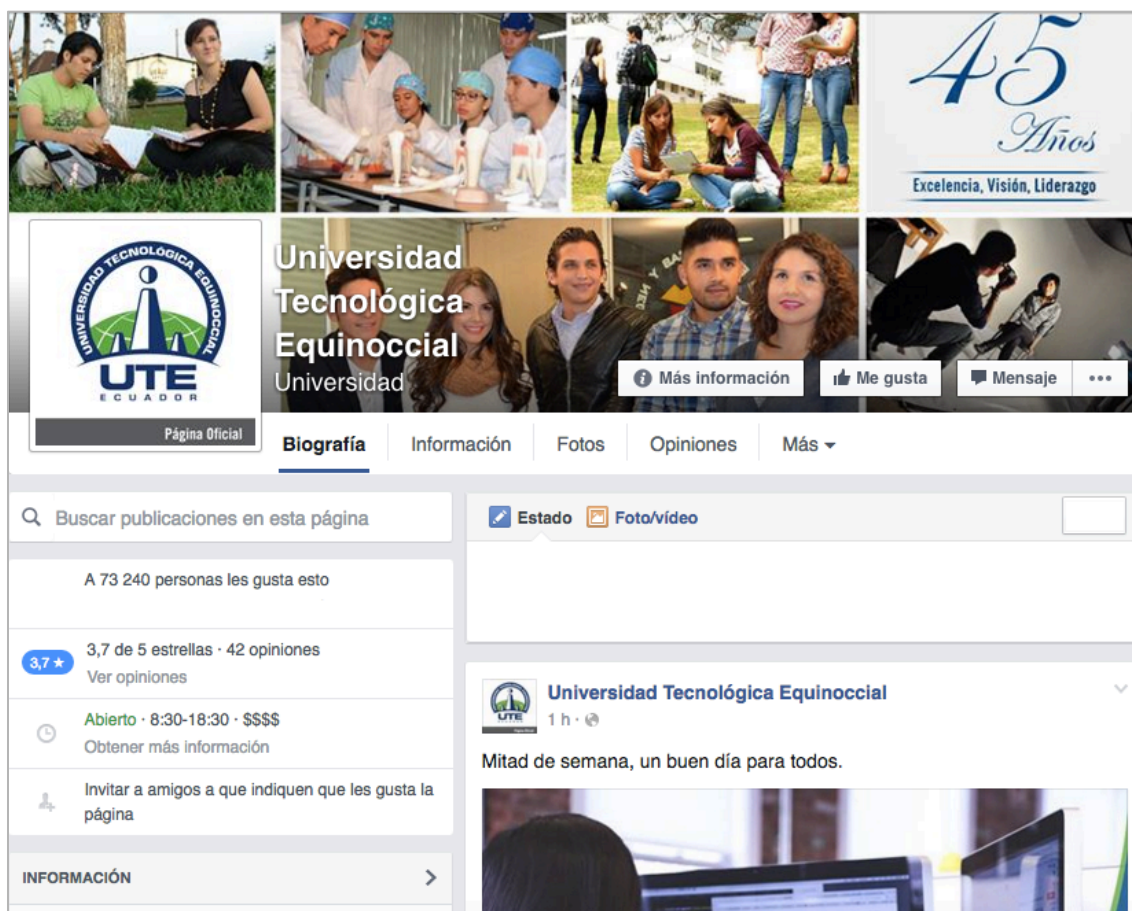 45
Años
Excelencia, Visión, Liderazgo
UNIVERSIDAD TECNOLÓGICA EQUINOCCIAL
UTE
ECUADOR
Página Oficial
Universidad
Tecnológica
Equinoccial
Universidad
Más información
Me gusta
Mensaje
Biografía
Información
Fotos
Opiniones
Más
Buscar publicaciones en esta página
A 73 240 personas les gusta esto
3,7 ★
3,7 de 5 estrellas · 42 opiniones
Ver opiniones
Abierto · 8:30-18:30 · $$$$
Obtener más información
Invitar a amigos a que indiquen que les gusta la
página
INFORMACIÓN
Estado
Foto/vídeo
UTE
Universidad Tecnológica Equinoccial
1 h ·
Mitad de semana, un buen día para todos.